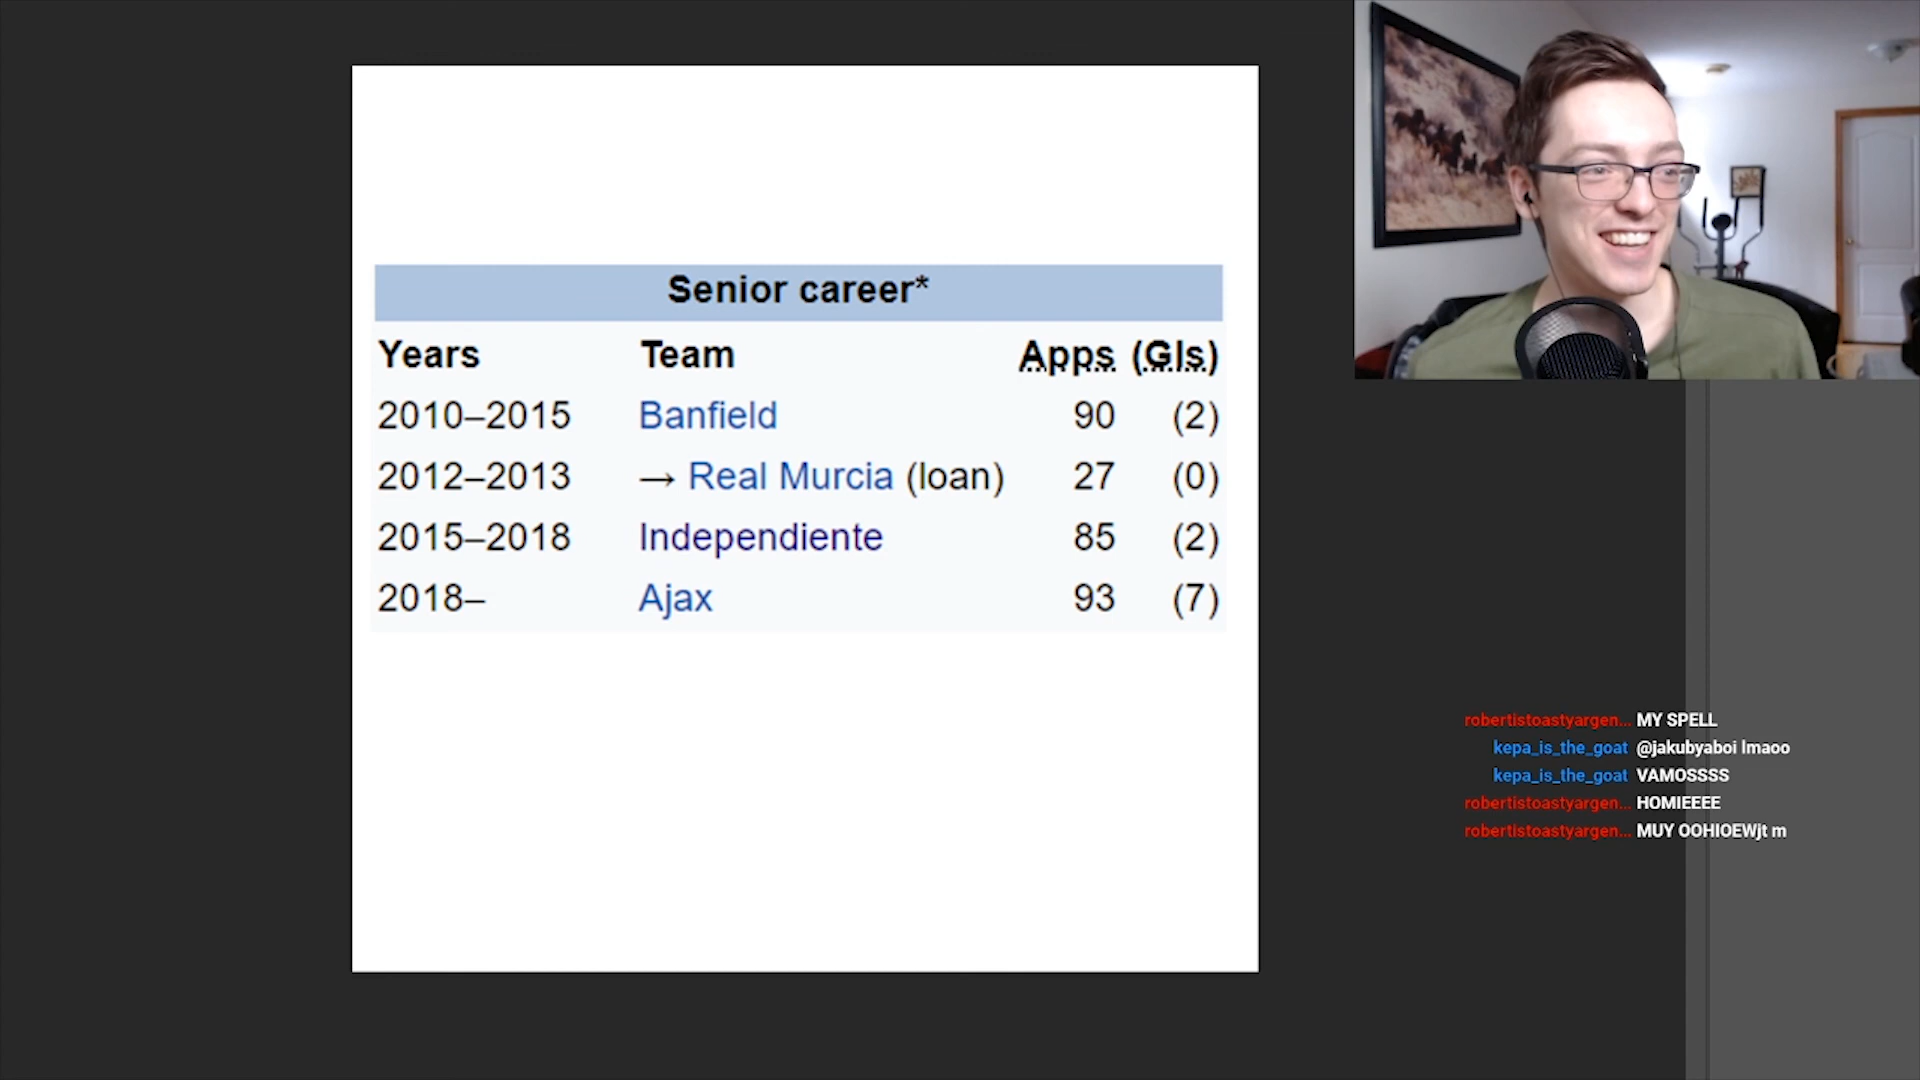 Senior career*
Years Team Apps (Gls)
2010–2015 Banfield 90 (2)
2012–2013 → Real Murcia (loan) 27 (0)
2015–2018 Independiente 85 (2)
2018– Ajax 93 (7)
robertistoastyargen... MY SPELL
kepa_is_the_goat @jakubyaboi lmaoo
kepa_is_the_goat VAMOSSSS
robertistoastyargen... HOMIEEEE
robertistoastyargen... MUY OOHIOEWjt m